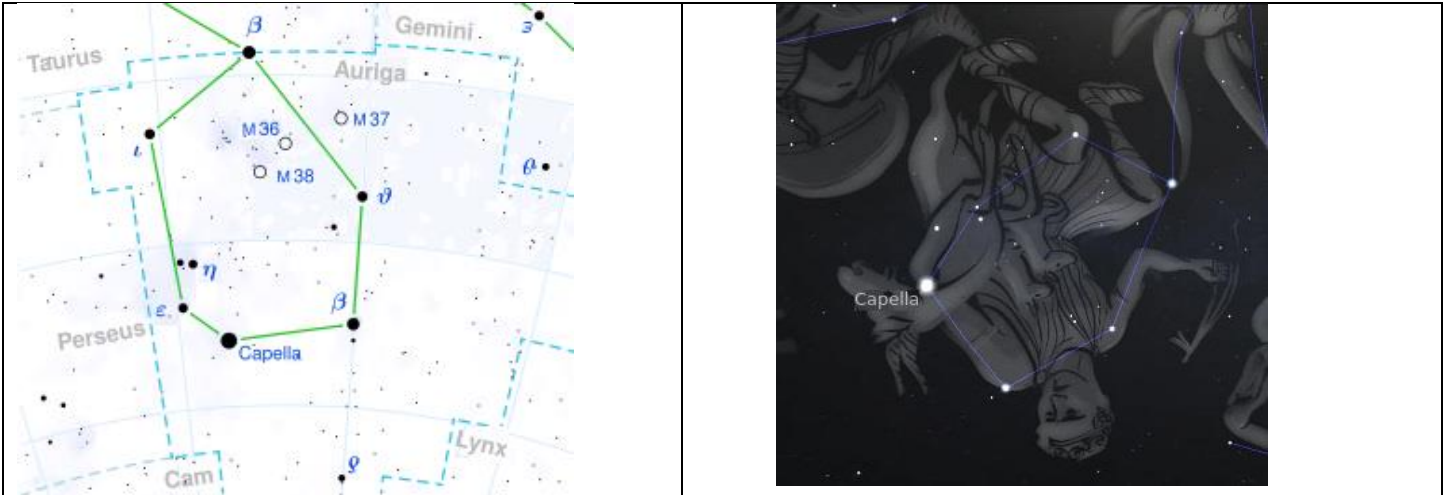 β
Gemini
з
Taurus
Auriga
M 36
M 37
ι
M 38
θ
ϑ
η
β
ε
Perseus
Capella
Lynx
Cam
ϱ
Capella